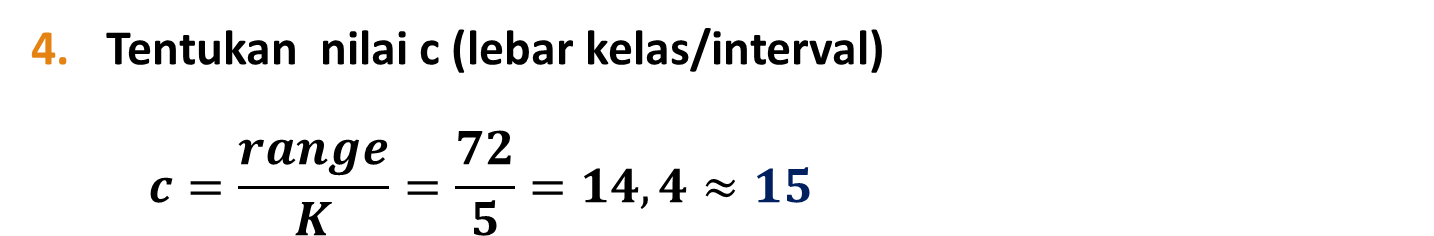 4. Tentukan nilai c (lebar kelas/interval)
c = range/K = 72/5 = 14,4 ≈ 15